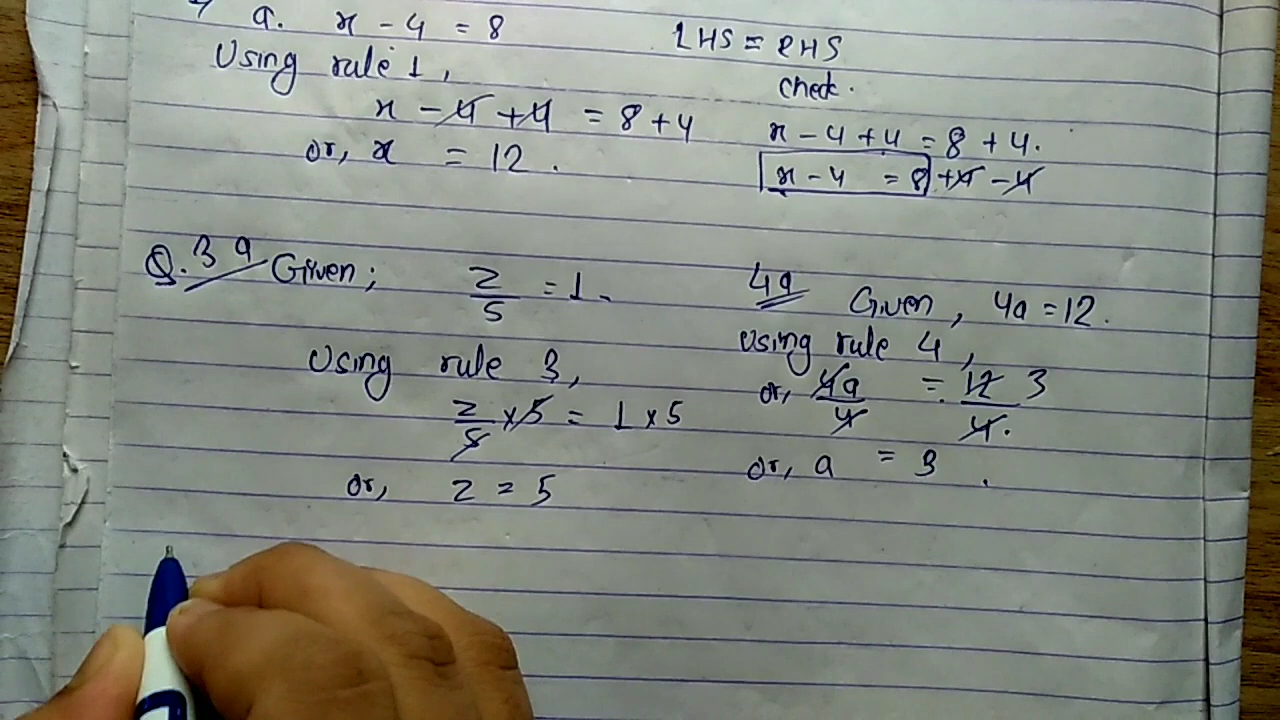 a. x - 4 = 8
Using rule 1,
x - 4 + 4 = 8 + 4
or, x = 12.
LHS = RHS
check.
x - 4 + 4 = 8 + 4.
x - 4 = 8 + 4 - 4
Q. 3 a Given; z/5 = 1.
Using rule 3,
z/5 × 5 = 1 × 5
or, z = 5
4a Given, 4a = 12.
Using rule 4,
or, 4a/4 = 12/4. 3
or, a = 3.